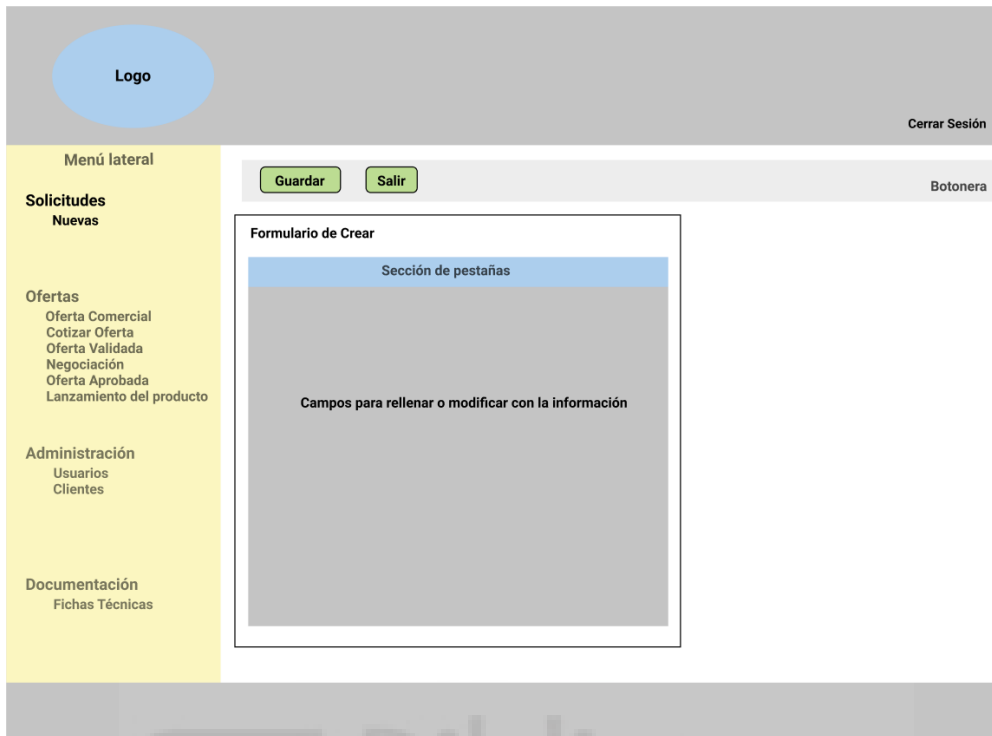 Logo
Cerrar Sesión
Menú lateral
Solicitudes
Nuevas
Ofertas
Oferta Comercial
Cotizar Oferta
Oferta Validada
Negociación
Oferta Aprobada
Lanzamiento del producto
Administración
Usuarios
Clientes
Documentación
Fichas Técnicas
Guardar
Salir
Botonera
Formulario de Crear
Sección de pestañas
Campos para rellenar o modificar con la información